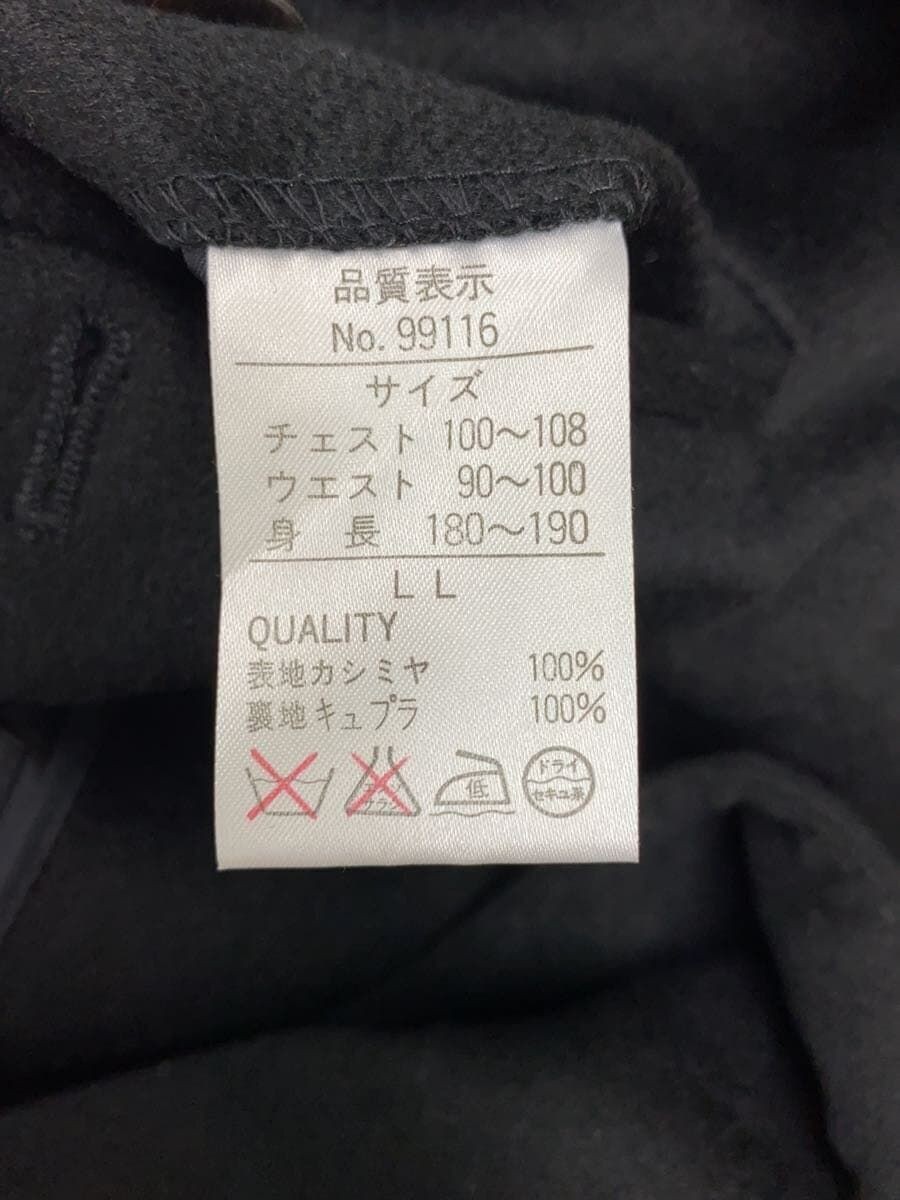 品質表示
No. 99116
サイズ
チェスト 100～108
ウエスト 90～100
身長 180～190
LL
QUALITY
表地カシミヤ 100%
裏地キュプラ 100%
低
ドライ
セキユ系